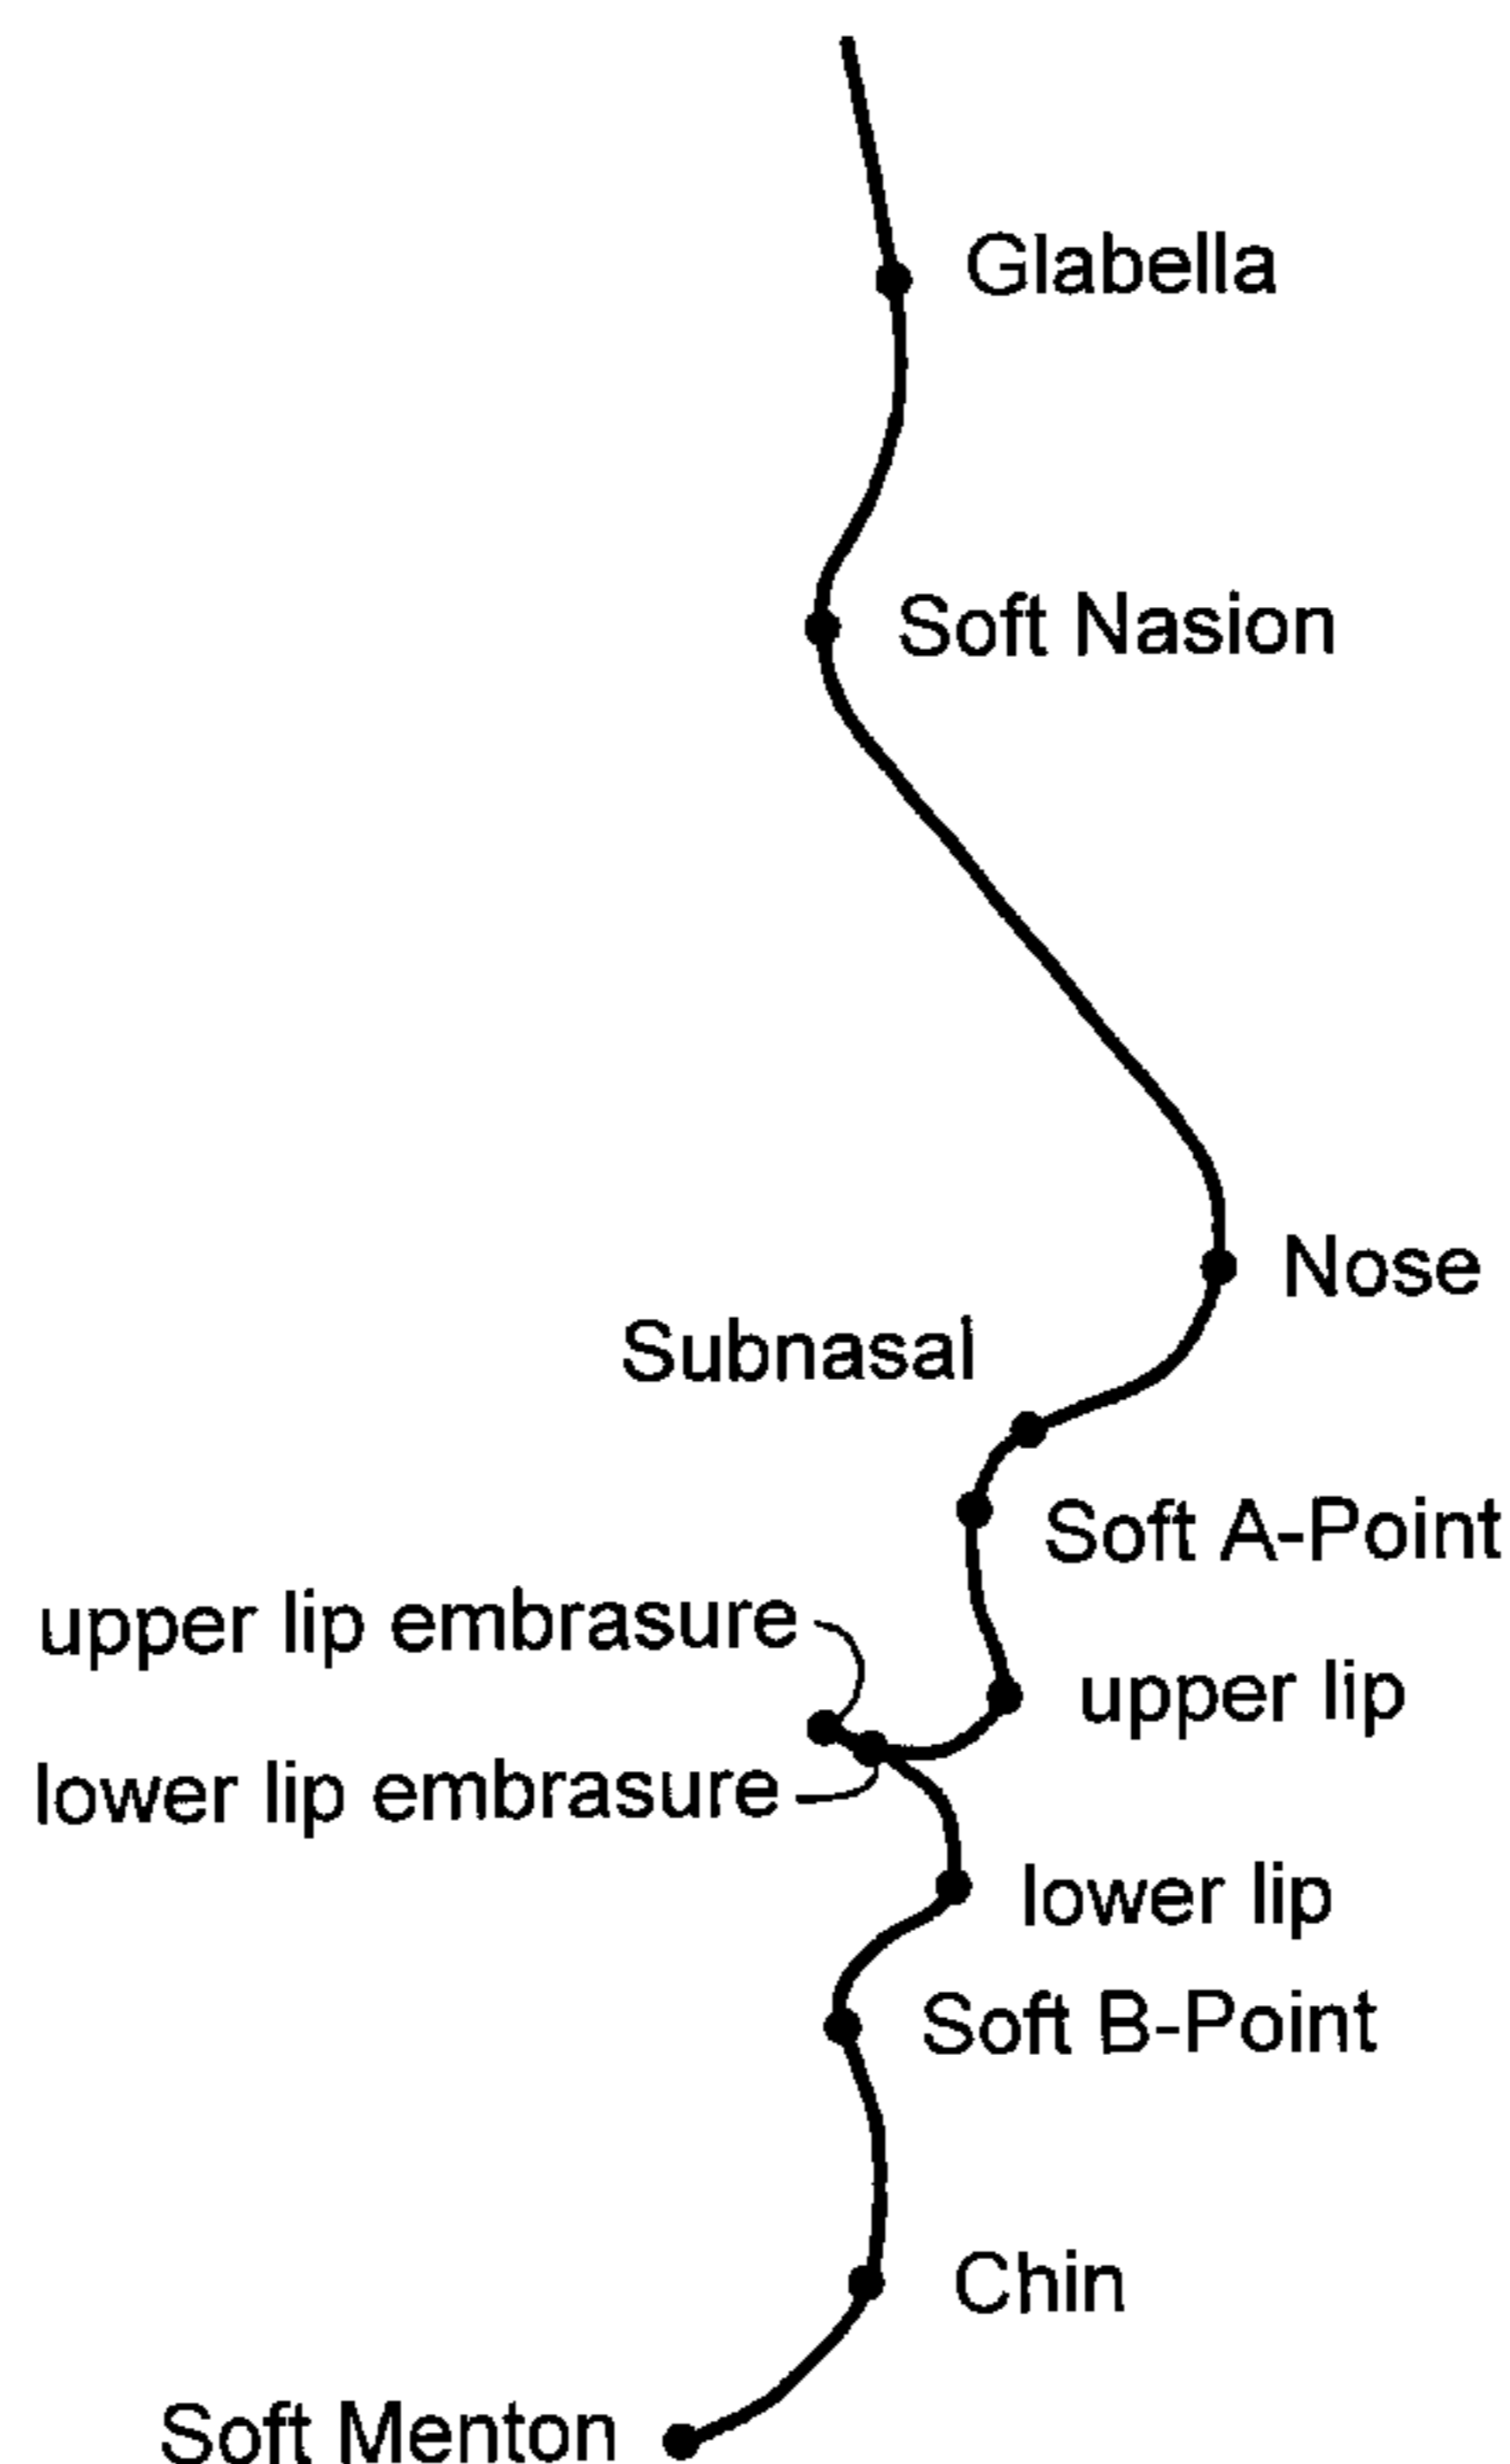 Glabella
Soft Nasion
Nose
Subnasal
Soft A-Point
upper lip embrasure
upper lip
lower lip embrasure
lower lip
Soft B-Point
Chin
Soft Menton